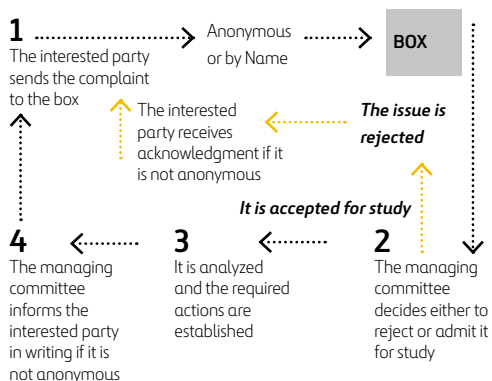 1
The interested party
sends the complaint
to the box
Anonymous
or by Name
BOX
The interested
party receives
acknowledgment if it
is not anonymous
The issue is
rejected
It is accepted for study
2
The managing
committee
decides either to
reject or admit it
for study
3
It is analyzed
and the required
actions are
established
4
The managing
committee
informs the
interested party
in writing if it is
not anonymous